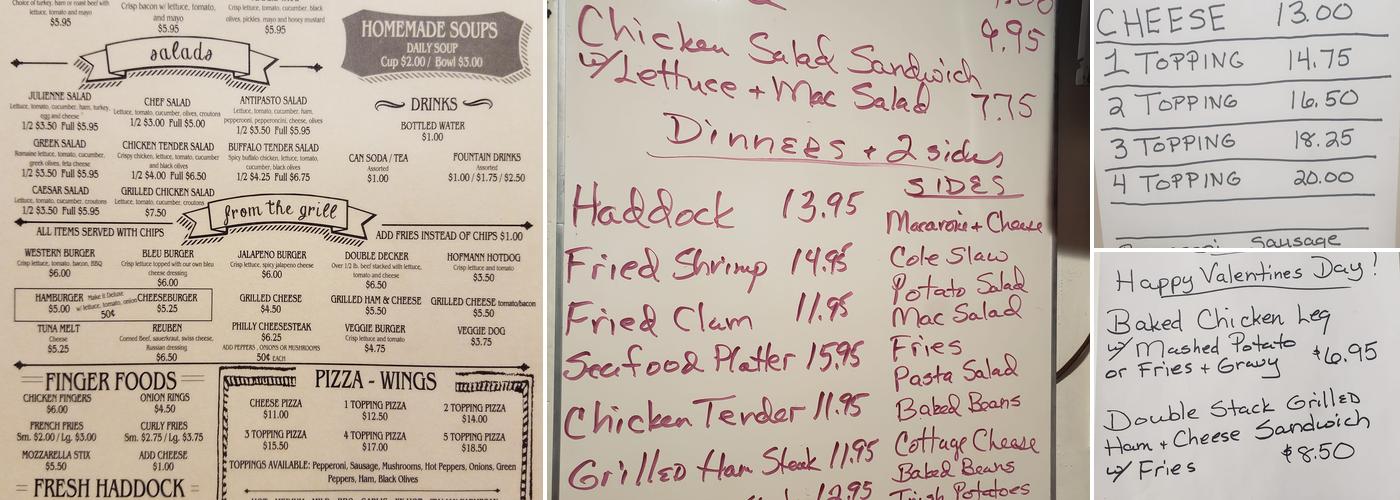 Choice of turkey, ham or roast beef with
lettuce, tomato and mayo
$5.95
Crisp bacon w/ lettuce, tomato,
and mayo
$5.95
Crisp lettuce, tomato, cucumber, black
olives, pickles, mayo and honey mustard
$5.95
HOMEMADE SOUPS
DAILY SOUP
Cup $2.00 / Bowl $3.00
salads
JULIENNE SALAD
Lettuce, tomato, cucumber, ham, turkey,
egg and cheese
1/2 $3.50 Full $5.95
CHEF SALAD
Lettuce, tomato, cucumber, olives, croutons
1/2 $3.00 Full $5.00
ANTIPASTO SALAD
Lettuce, tomato, cucumber, ham,
pepperoni, pepperoncini, cheese, olives
1/2 $3.50 Full $5.95
GREEK SALAD
Romaine lettuce, tomato, cucumber,
greek olives, feta cheese
1/2 $3.50 Full $5.95
CHICKEN TENDER SALAD
Crispy chicken, lettuce, tomato, cucumber
and black olives
1/2 $4.00 Full $6.50
BUFFALO TENDER SALAD
Spicy buffalo chicken, lettuce, tomato,
cucumber, black olives
1/2 $4.25 Full $6.75
CAESAR SALAD
Lettuce, tomato, cucumber, croutons
1/2 $3.50 Full $5.95
GRILLED CHICKEN SALAD
Lettuce, tomato, cucumber, croutons
$7.50
DRINKS
BOTTLED WATER
$1.00
CAN SODA / TEA
Assorted
$1.00
FOUNTAIN DRINKS
Assorted
$1.00 / $1.75 / $2.50
from the grill
ALL ITEMS SERVED WITH CHIPS
ADD FRIES INSTEAD OF CHIPS $1.00
WESTERN BURGER
Crisp lettuce, tomato, bacon, BBQ
$6.00
BLEU BURGER
Crisp lettuce topped with our own bleu
cheese dressing
$6.00
JALAPENO BURGER
Crisp lettuce, spicy jalapeno cheese
$6.00
DOUBLE DECKER
Over 1/2 lb. beef stacked with lettuce,
tomato and cheese
$6.50
HOFMANN HOTDOG
Crisp lettuce and tomato
$3.50
HAMBURGER
$5.00
Make it Deluxe
w/ lettuce, tomato, onion
50¢
CHEESEBURGER
$5.25
GRILLED CHEESE
$4.50
GRILLED HAM & CHEESE
$5.50
GRILLED CHEESE tomato/bacon
$5.50
TUNA MELT
Cheese
$5.25
REUBEN
Corned Beef, sauerkraut, swiss cheese,
Russian dressing
$6.50
PHILLY CHEESESTEAK
$6.25
ADD PEPPERS , ONIONS OR MUSHROOMS
50¢ EACH
VEGGIE BURGER
Crisp lettuce and tomato
$4.75
VEGGIE DOG
$3.75
FINGER FOODS
CHICKEN FINGERS
$6.00
ONION RINGS
$4.50
FRENCH FRIES
Sm. $2.00 / Lg. $3.00
CURLY FRIES
Sm. $2.75 / Lg. $3.75
MOZZARELLA STIX
$5.50
ADD CHEESE
$1.00
FRESH HADDOCK
PIZZA - WINGS
CHEESE PIZZA
$11.00
1 TOPPING PIZZA
$12.50
2 TOPPING PIZZA
$14.00
3 TOPPING PIZZA
$15.50
4 TOPPING PIZZA
$17.00
5 TOPPING PIZZA
$18.50
TOPPINGS AVAILABLE: Pepperoni, Sausage, Mushrooms, Hot Peppers, Onions, Green
Peppers, Ham, Black Olives
Chicken Salad Sandwich 9.95
w/ Lettuce + Mac Salad 7.75
Dinners + 2 sides
Haddock 13.95
Fried Shrimp 14.95
Fried Clam 11.95
Seafood Platter 15.95
Chicken Tender 11.95
Grilled Ham Steak 11.95
12.95
SIDES
Macaroni + Cheese
Cole Slaw
Potato Salad
Mac Salad
Fries
Pasta Salad
Baked Beans
Cottage Cheese
Baked Beans
Irish Potatoes
CHEESE 13.00
1 TOPPING 14.75
2 TOPPING 16.50
3 TOPPING 18.25
4 TOPPING 20.00
Sausage
Happy Valentines Day!
Baked Chicken Leg
w/ Mashed Potato
or Fries + Gravy $6.95
Double Stack Grilled
Ham + Cheese Sandwich
w/ Fries $8.50